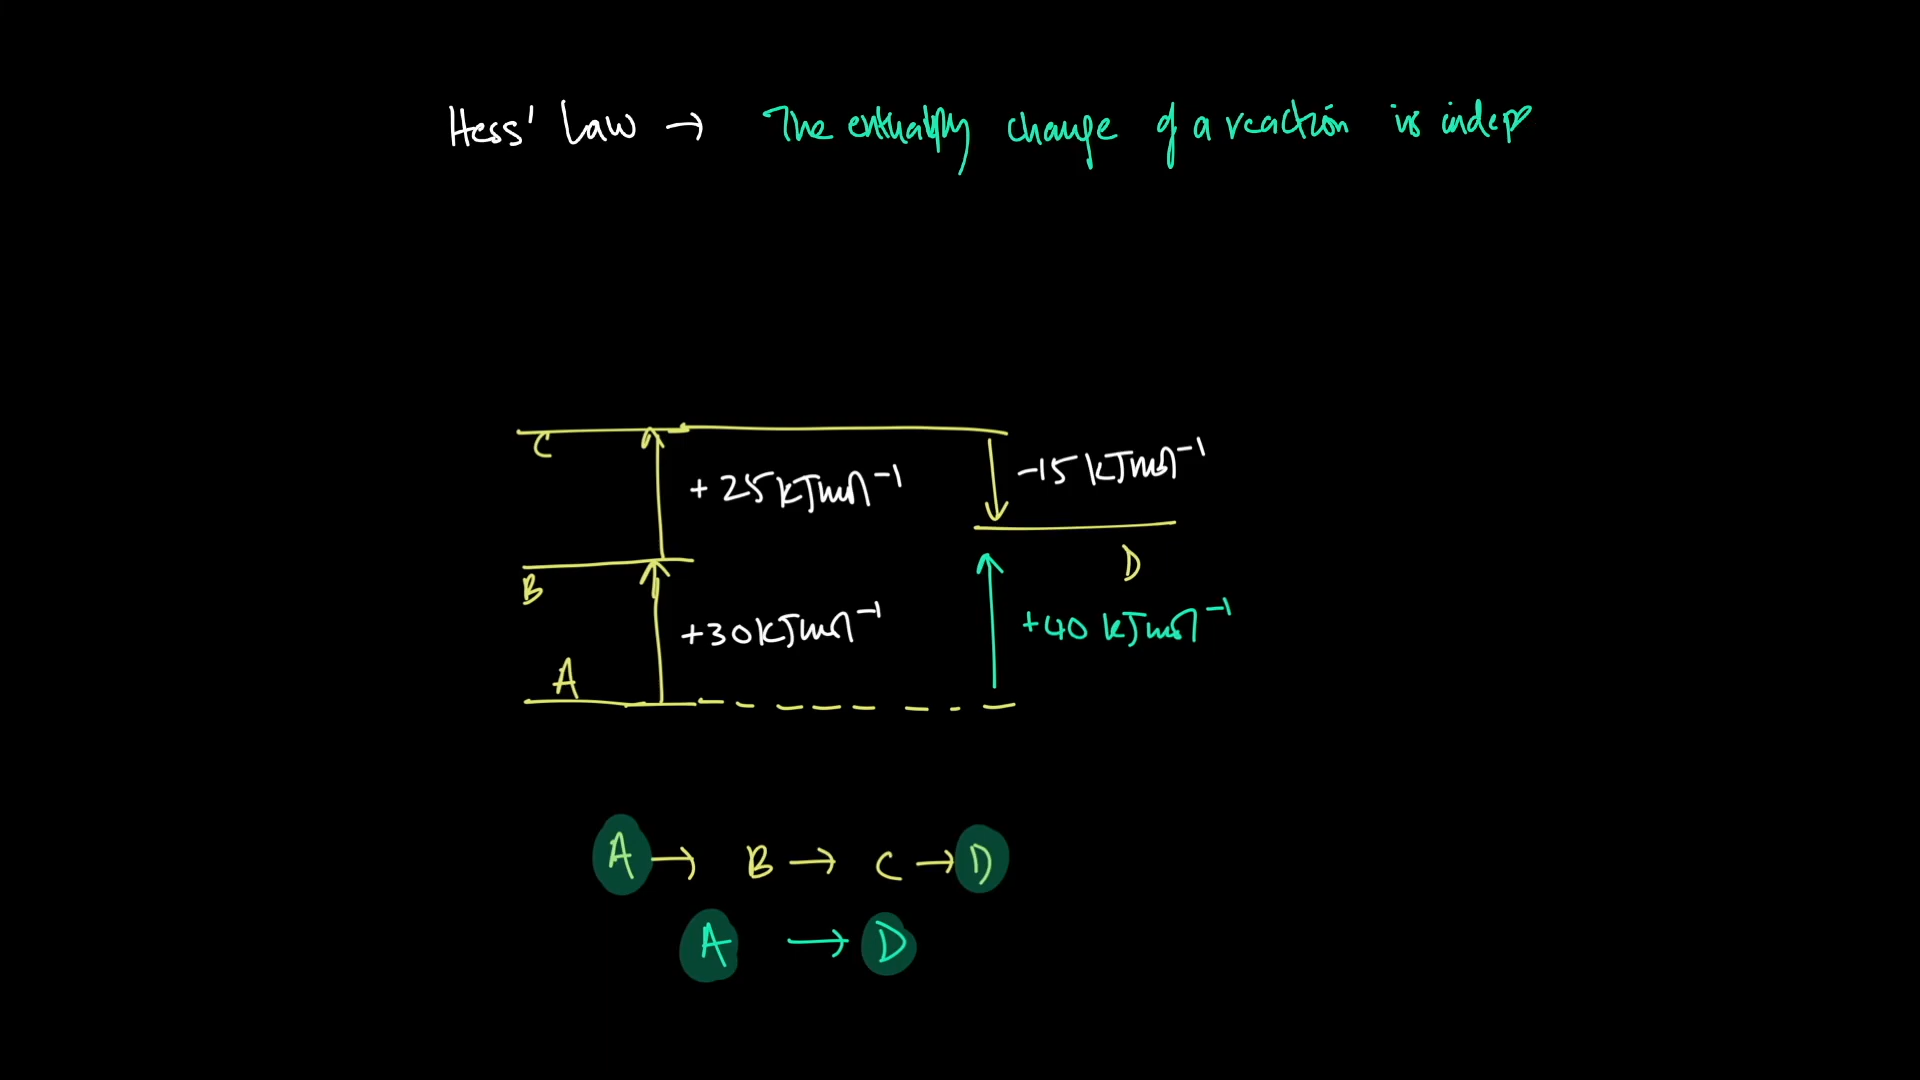 Hess' Law → The enthalpy change of a reaction is indep
C
+25 kJmol⁻¹
-15 kJmol⁻¹
B
D
+30 kJmol⁻¹
+40 kJmol⁻¹
A
A → B → C → D
A → D